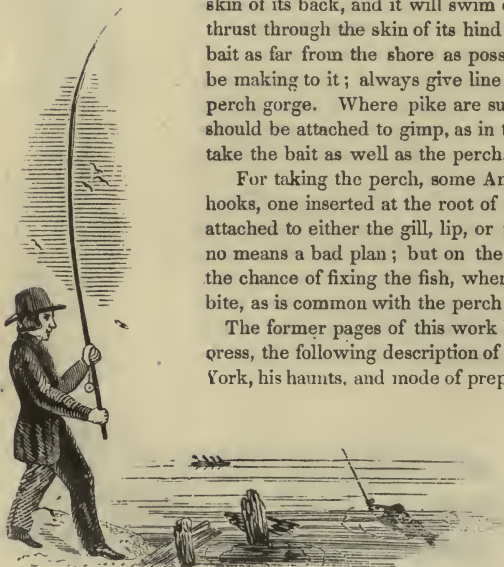 skin of its back, and it will swim
thrust through the skin of its hind
bait as far from the shore as poss
be making to it; always give line
perch gorge. Where pike are su
should be attached to gimp, as in
take the bait as well as the perch
For taking the perch, some An
hooks, one inserted at the root of
attached to either the gill, lip, or
no means a bad plan; but on the
the chance of fixing the fish, wher
bite, as is common with the perch
The former pages of this work
press, the following description of
York, his haunts, and mode of prep